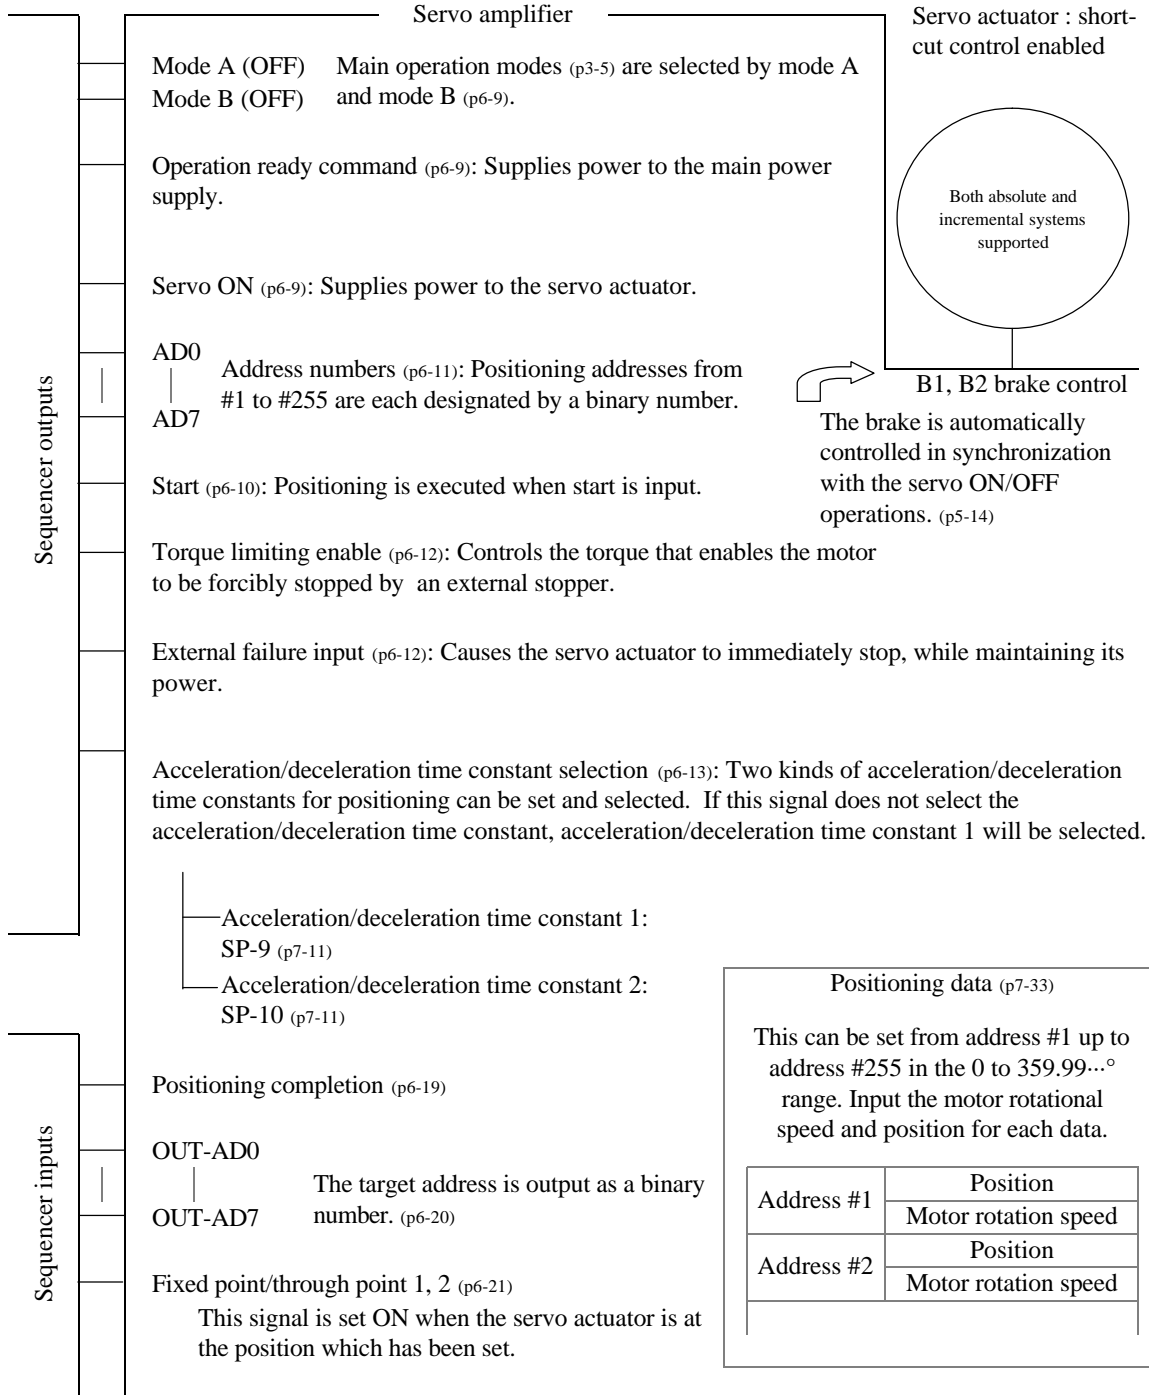 Servo amplifier
Servo actuator : short-
cut control enabled
Mode A (OFF)
Mode B (OFF)
Main operation modes (p3-5) are selected by mode A
and mode B (p6-9).
Operation ready command (p6-9): Supplies power to the main power
supply.
Both absolute and
incremental systems
supported
Servo ON (p6-9): Supplies power to the servo actuator.
Sequencer outputs
AD0
AD7
Address numbers (p6-11): Positioning addresses from
#1 to #255 are each designated by a binary number.
B1, B2 brake control
The brake is automatically
controlled in synchronization
with the servo ON/OFF
operations. (p5-14)
Start (p6-10): Positioning is executed when start is input.
Torque limiting enable (p6-12): Controls the torque that enables the motor
to be forcibly stopped by  an external stopper.
External failure input (p6-12): Causes the servo actuator to immediately stop, while maintaining its
power.
Acceleration/deceleration time constant selection (p6-13): Two kinds of acceleration/deceleration
time constants for positioning can be set and selected.  If this signal does not select the
acceleration/deceleration time constant, acceleration/deceleration time constant 1 will be selected.
Acceleration/deceleration time constant 1:
SP-9 (p7-11)
Acceleration/deceleration time constant 2:
SP-10 (p7-11)
Sequencer inputs
Positioning completion (p6-19)
OUT-AD0
OUT-AD7
The target address is output as a binary
number. (p6-20)
Fixed point/through point 1, 2 (p6-21)
This signal is set ON when the servo actuator is at
the position which has been set.
Positioning data (p7-33)
This can be set from address #1 up to
address #255 in the 0 to 359.99···°
range. Input the motor rotational
speed and position for each data.
Address #1
Position
Motor rotation speed
Address #2
Position
Motor rotation speed